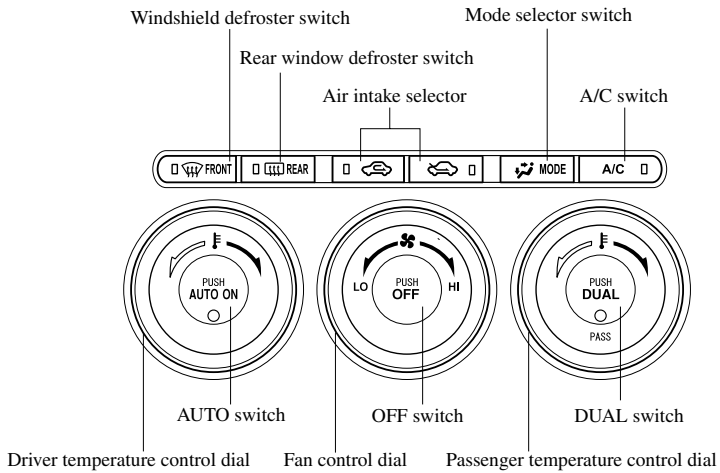 Windshield defroster switch
Mode selector switch
Rear window defroster switch
Air intake selector
A/C switch
FRONT
REAR
MODE
A/C
PUSH
AUTO ON
LO
PUSH
OFF
HI
PUSH
DUAL
PASS
AUTO switch
OFF switch
DUAL switch
Driver temperature control dial
Fan control dial
Passenger temperature control dial